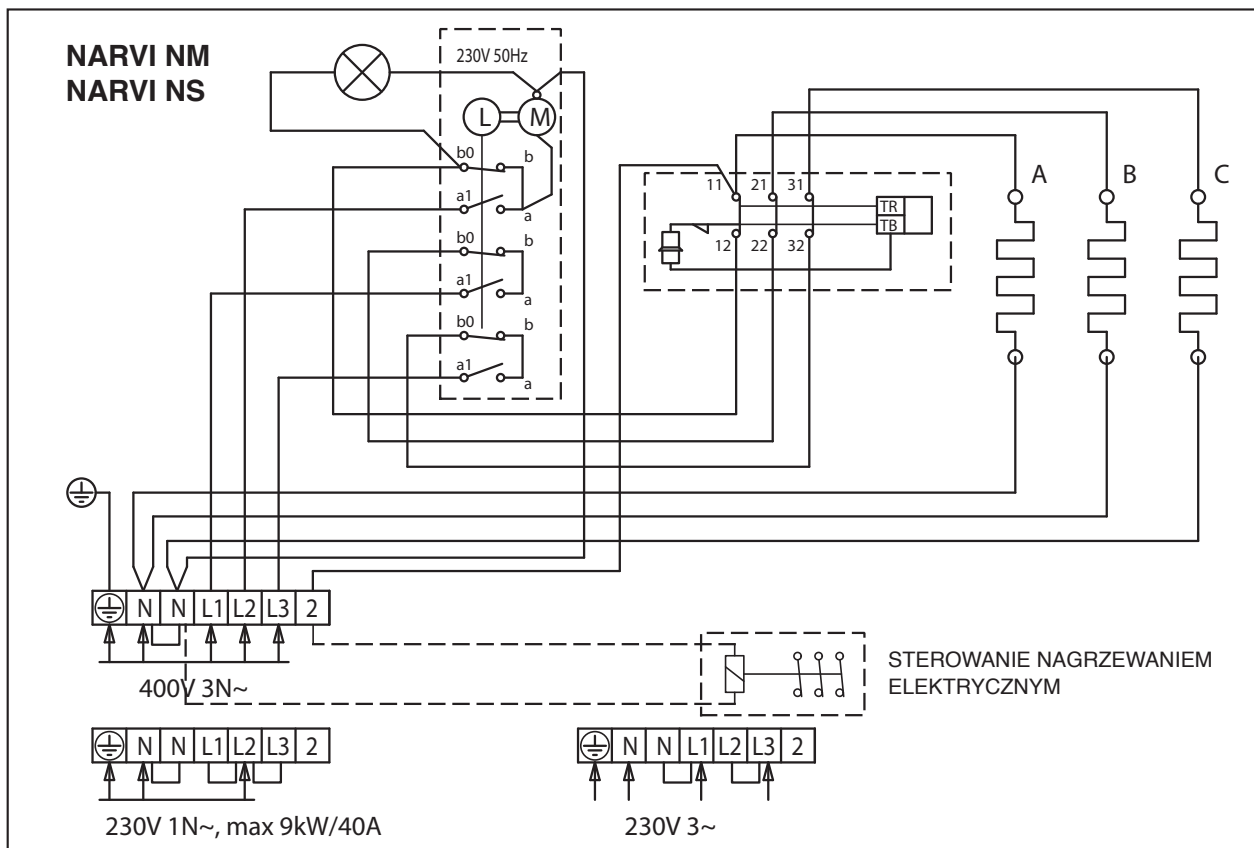 NARVI NM
NARVI NS
230V 50Hz
L M
b0 b
a1 a
b0 b
a1 a
b0 b
a1 a
11 21 31
12 22 32
TR
TB
A B C
N N L1 L2 L3 2
400V 3N~
STEROWANIE NAGRZEWANIEM
ELEKTRYCZNYM
N N L1 L2 L3 2
230V 1N~, max 9kW/40A
N N L1 L2 L3 2
230V 3~